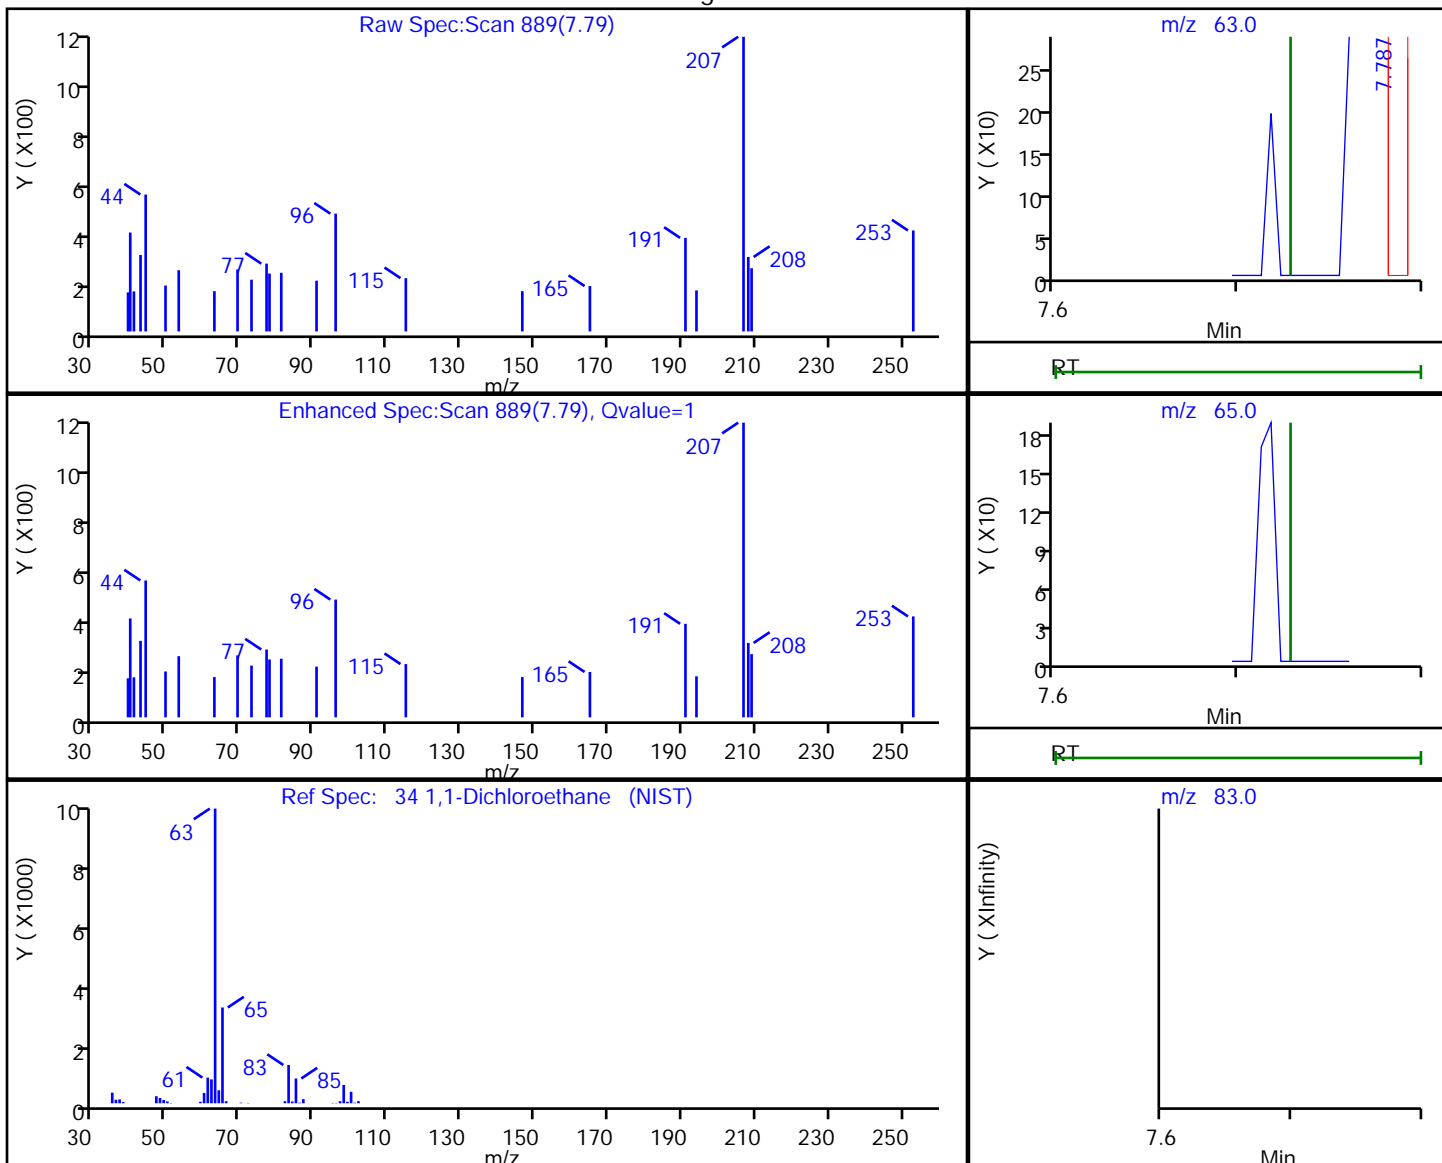 Raw Spec:Scan 889(7.79)
Y ( X100)
12
10
8
6
4
2
0
44
77
96
115
165
191
207
208
253
30 50 70 90 110 130 150 170 190 210 230 250
m/z
m/z 63.0
Y ( X10)
25
20
15
10
5
0
7.787
7.6
Min
RT
Enhanced Spec:Scan 889(7.79), Qvalue=1
Y ( X100)
12
10
8
6
4
2
0
44
77
96
115
165
191
207
208
253
30 50 70 90 110 130 150 170 190 210 230 250
m/z
m/z 65.0
Y ( X10)
18
15
12
9
6
3
0
7.6
Min
RT
Ref Spec: 34 1,1-Dichloroethane (NIST)
Y ( X1000)
10
8
6
4
2
0
63
65
61
83
85
30 50 70 90 110 130 150 170 190 210 230 250
m/z
m/z 83.0
Y ( XInfinity)
7.6
Min